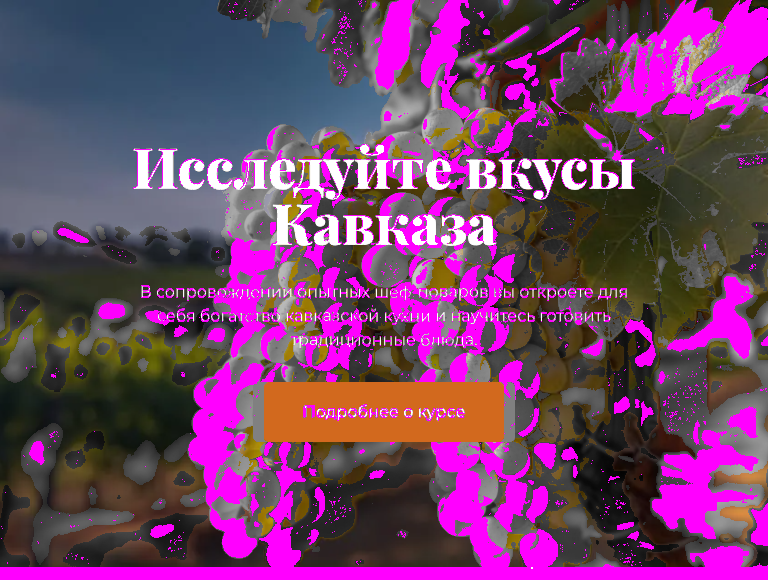 Исследуйте вкусы
Кавказа
В сопровождении опытных шеф-поваров вы откроете для
себя богатство кавказской кухни и научитесь готовить
традиционные блюда.
Подробнее о курсе